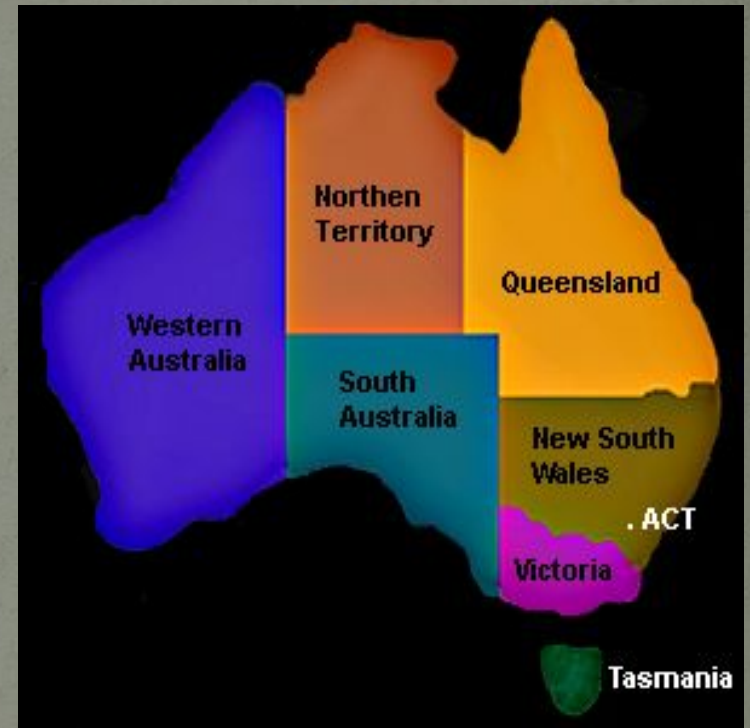 Northen
Territory
Queensland
Western
Australia
South
Australia
New South
Wales
. ACT
Victoria
Tasmania